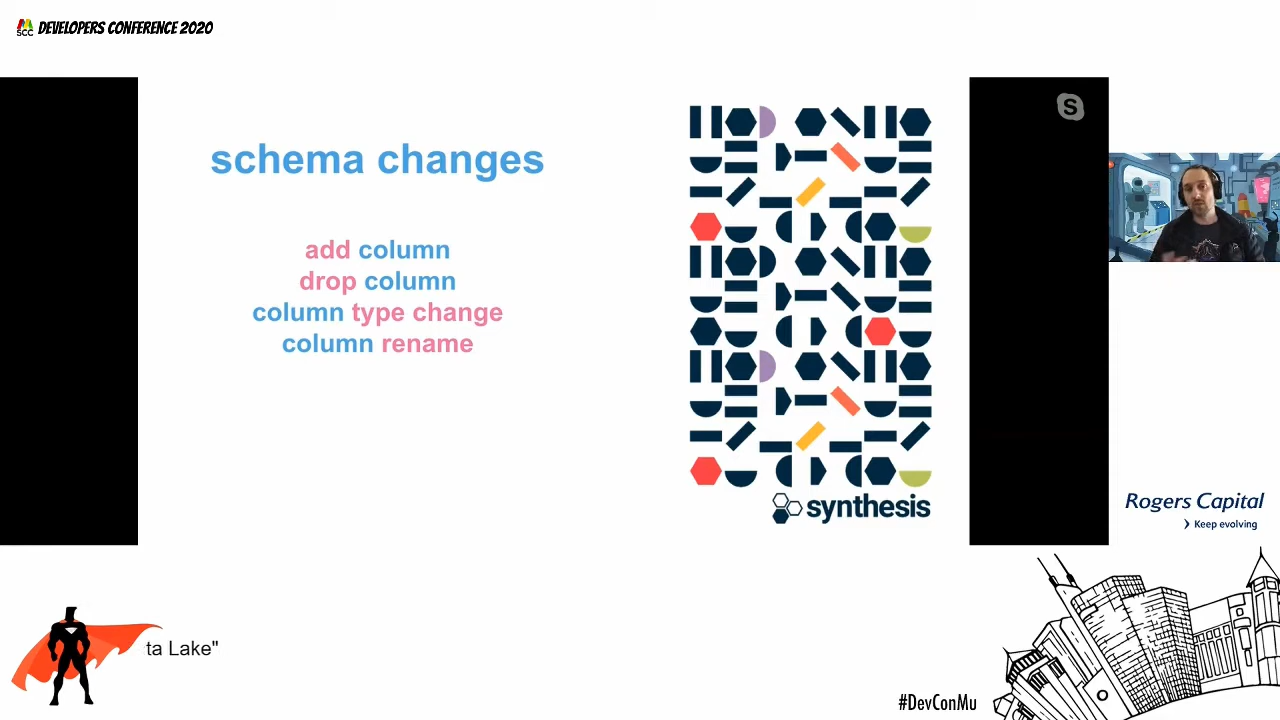 SCC DEVELOPERS CONFERENCE 2020
S
schema changes
add column
drop column
column type change
column rename
synthesis
Rogers Capital
Keep evolving
ta Lake"
#DevConMu